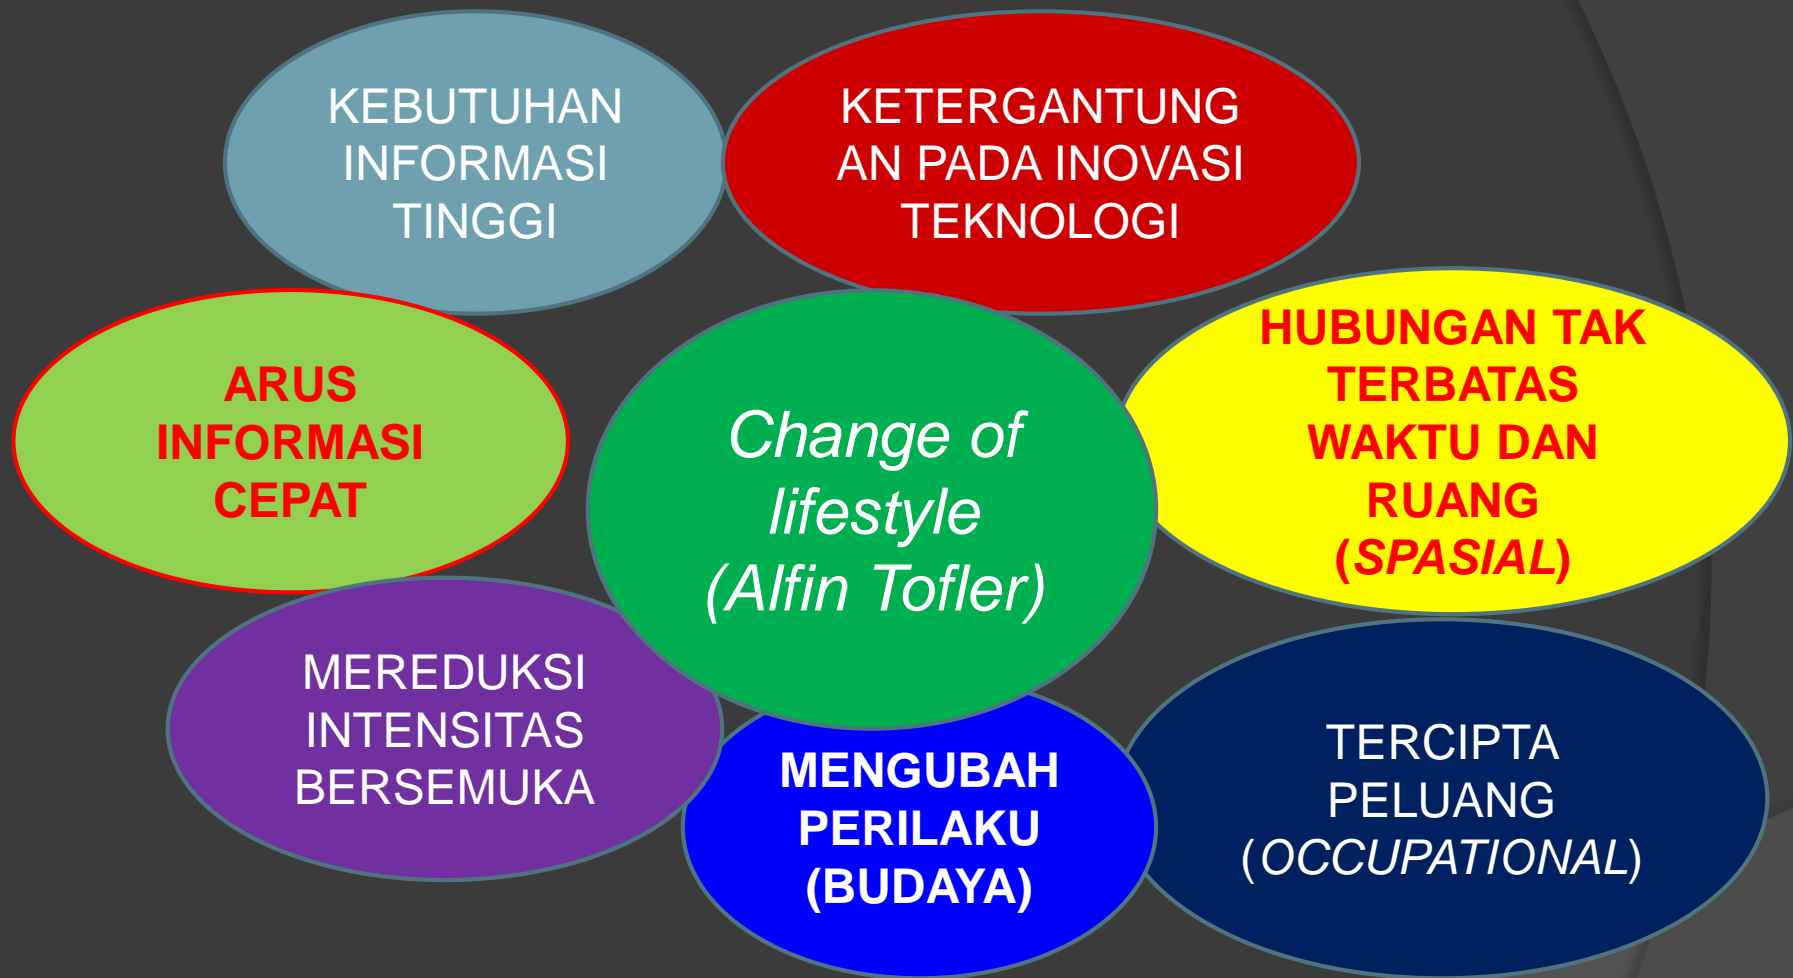 KEBUTUHAN
INFORMASI
TINGGI
KETERGANTUNG
AN PADA INOVASI
TEKNOLOGI
ARUS
INFORMASI
CEPAT
Change of
lifestyle
(Alfin Tofler)
HUBUNGAN TAK
TERBATAS
WAKTU DAN
RUANG
(SPASIAL)
MEREDUKSI
INTENSITAS
BERSEMUKA
MENGUBAH
PERILAKU
(BUDAYA)
TERCIPTA
PELUANG
(OCCUPATIONAL)